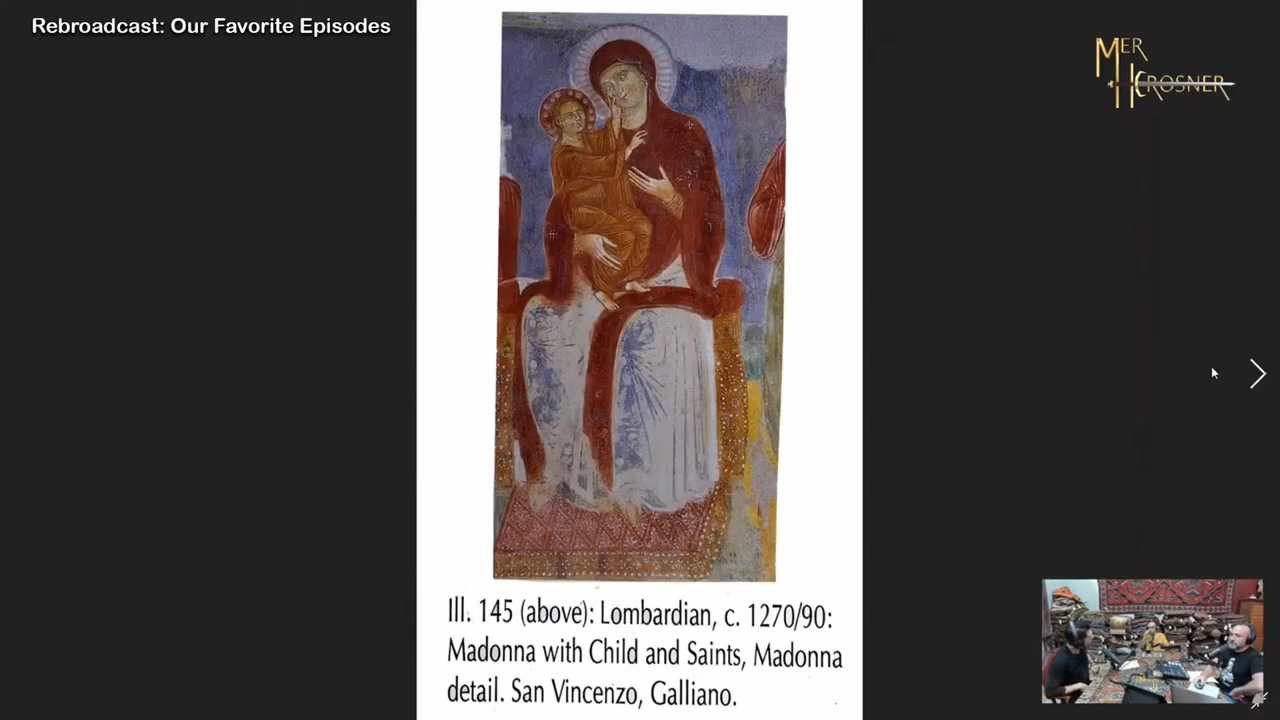 Rebroadcast: Our Favorite Episodes
MER
HEROSNER
Ill. 145 (above): Lombardian, c. 1270/90:
Madonna with Child and Saints, Madonna
detail. San Vincenzo, Galliano.